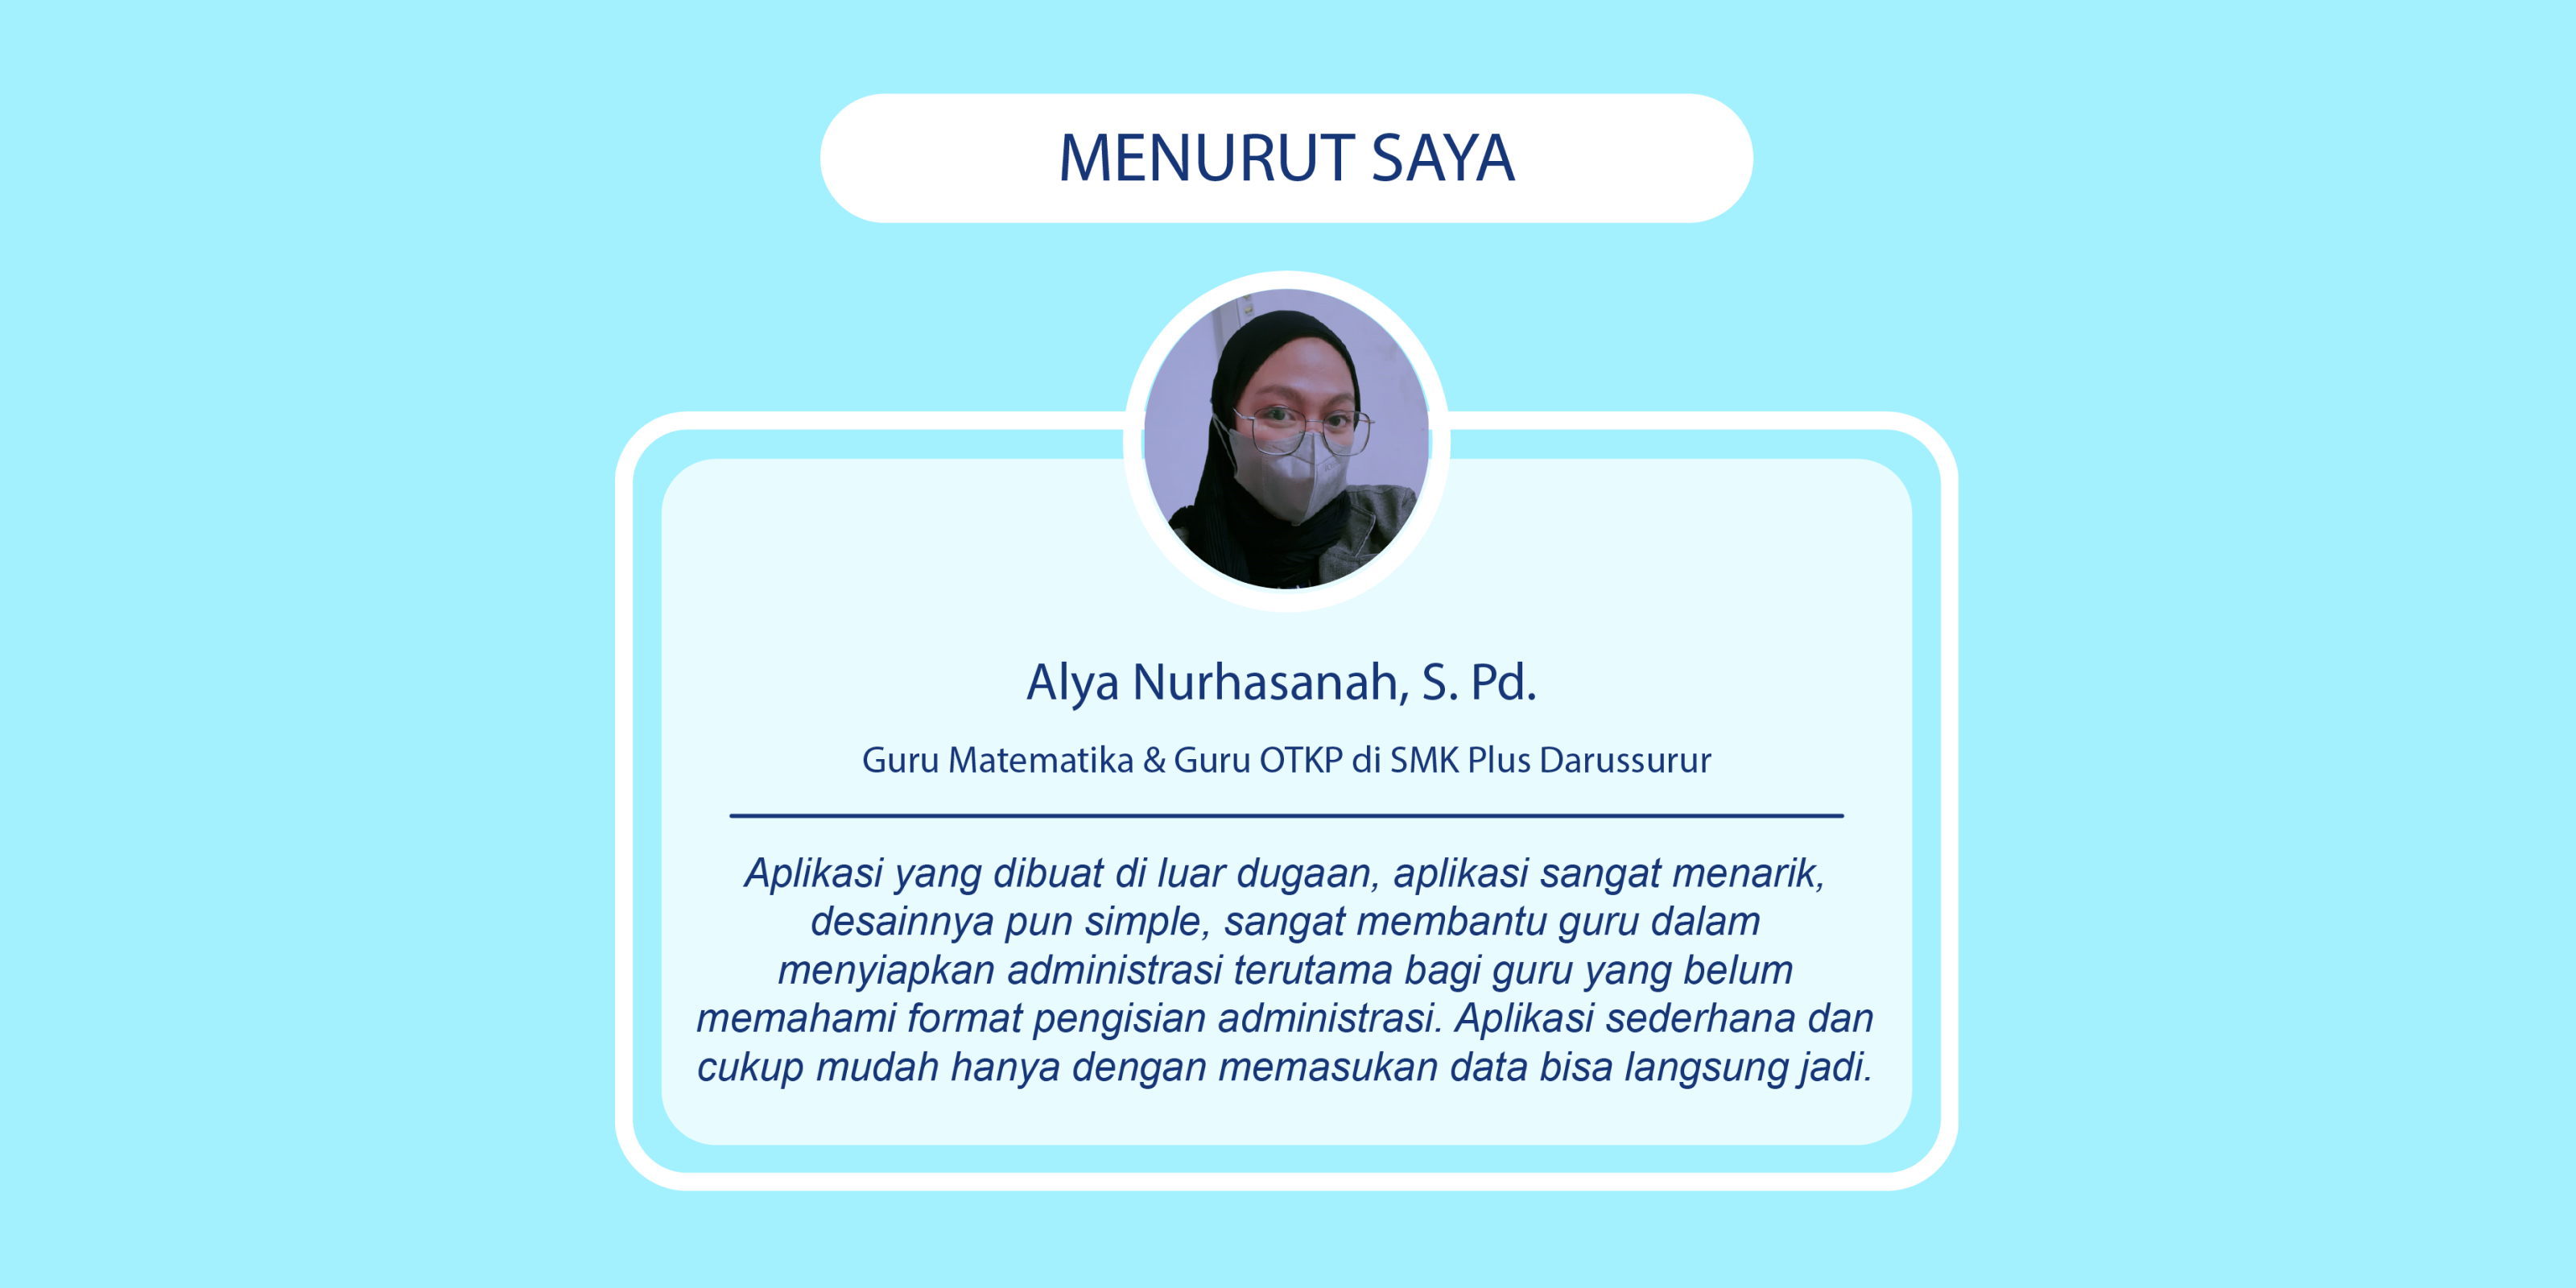 MENURUT SAYA
Alya Nurhasanah, S. Pd.
Guru Matematika & Guru OTKP di SMK Plus Darussurur
Aplikasi yang dibuat di luar dugaan, aplikasi sangat menarik,
desainnya pun simple, sangat membantu guru dalam
menyiapkan administrasi terutama bagi guru yang belum
memahami format pengisian administrasi. Aplikasi sederhana dan
cukup mudah hanya dengan memasukan data bisa langsung jadi.